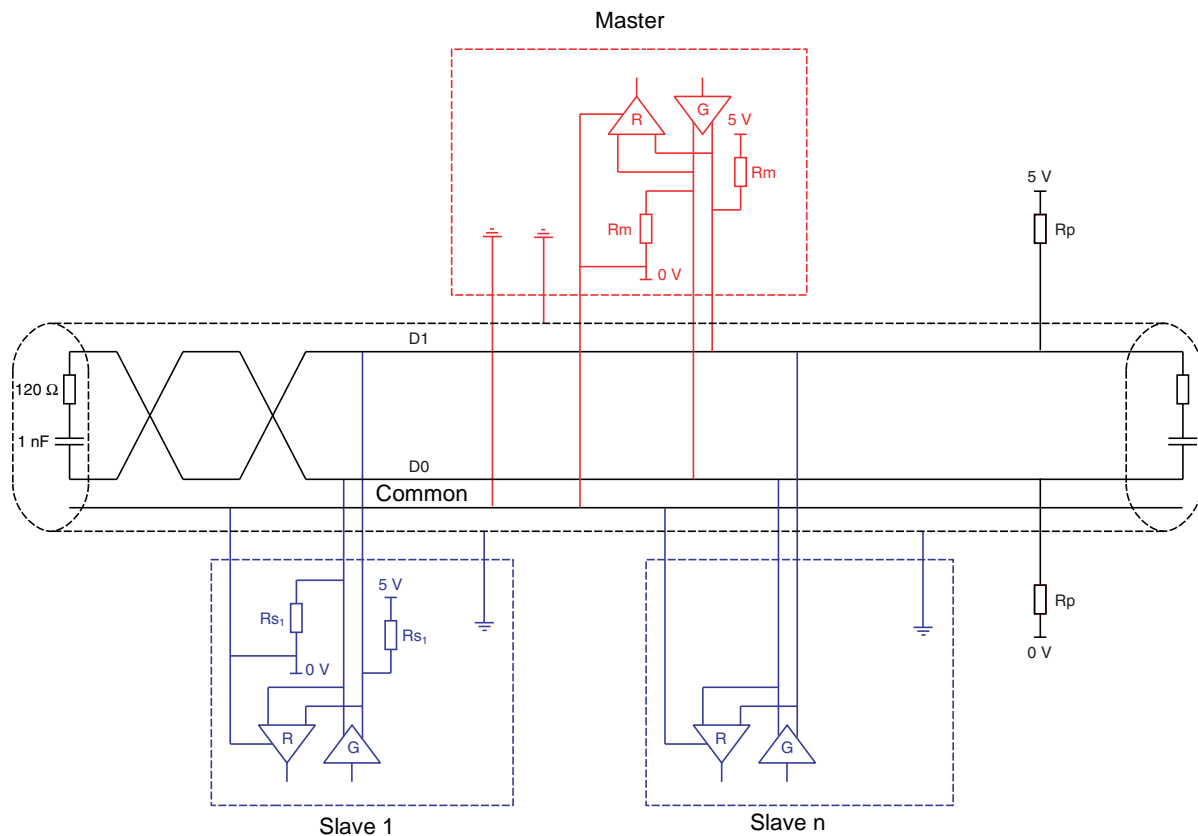 Master
R
G
5 V
Rm
Rm
0 V
5 V
Rp
D1
120 Ω
1 nF
D0
Common
5 V
Rs₁
Rs₁
0 V
R
G
R
G
Rp
0 V
Slave 1
Slave n